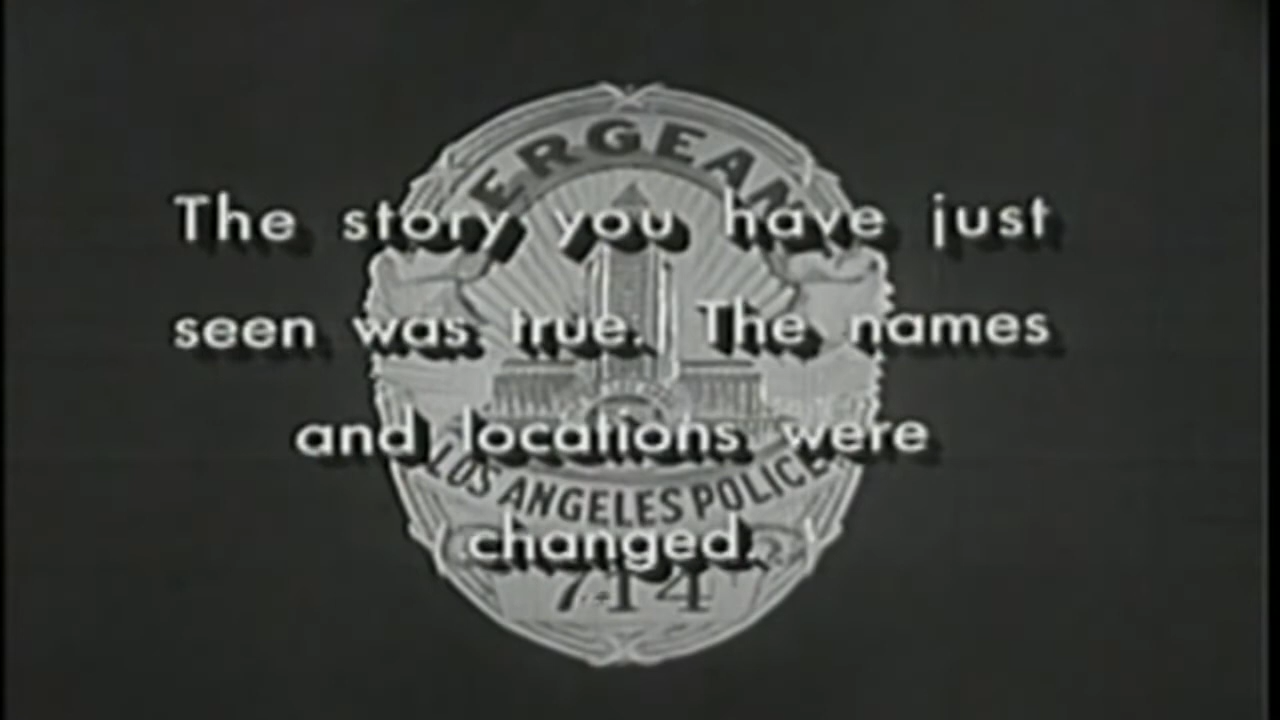 ERGEAN
The story you have just
seen was true. The names
and locations were
LOS ANGELES POLICE
changed.
714